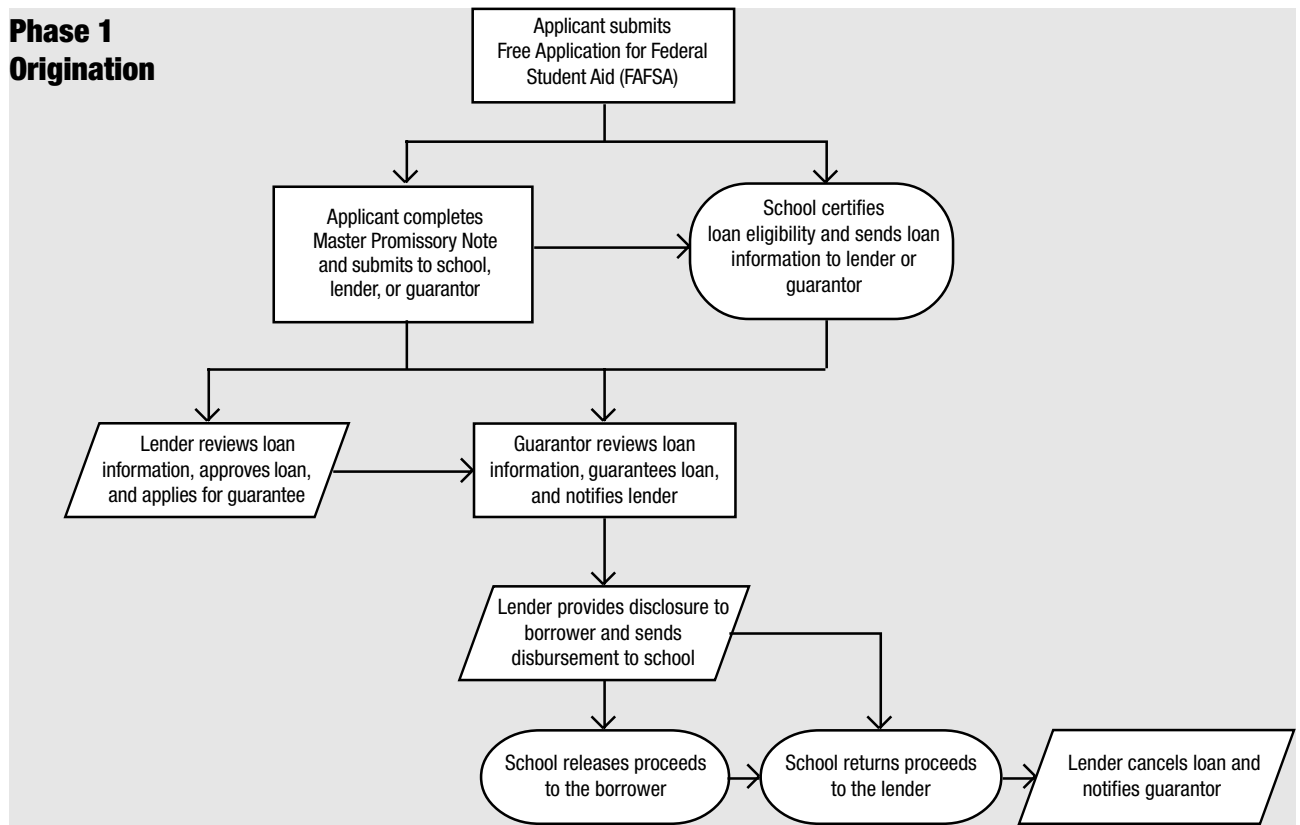 Phase 1
Origination
Applicant submits
Free Application for Federal
Student Aid (FAFSA)
Applicant completes
Master Promissory Note
and submits to school,
lender, or guarantor
School certifies
loan eligibility and sends loan
information to lender or
guarantor
Lender reviews loan
information, approves loan,
and applies for guarantee
Guarantor reviews loan
information, guarantees loan,
and notifies lender
Lender provides disclosure to
borrower and sends
disbursement to school
School releases proceeds
to the borrower
School returns proceeds
to the lender
Lender cancels loan and
notifies guarantor